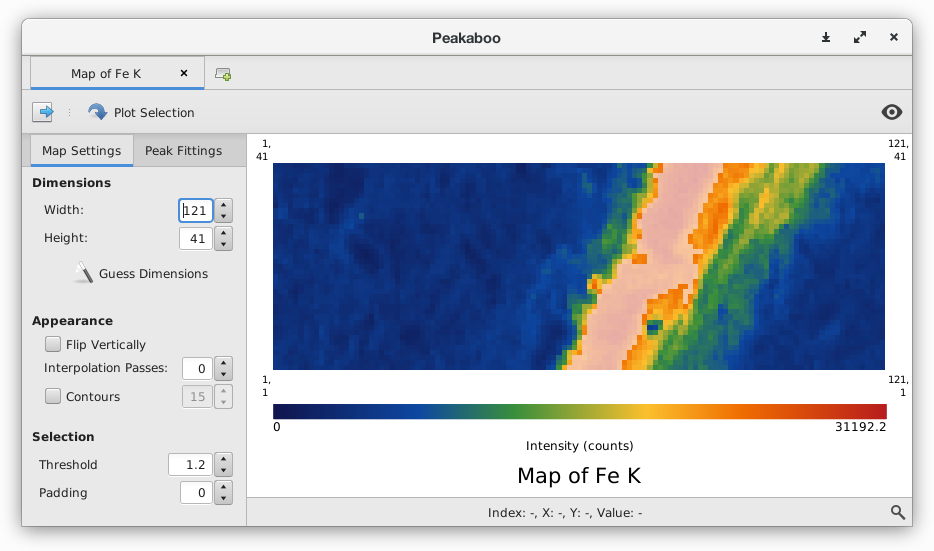 Peakaboo
Map of Fe K
Plot Selection
Map Settings
Peak Fittings
Dimensions
Width: 121
Height: 41
Guess Dimensions
Appearance
Flip Vertically
Interpolation Passes: 0
Contours 15
Selection
Threshold 1.2
Padding 0
1,
41
121,
41
1,
1
121,
1
0
31192.2
Intensity (counts)
Map of Fe K
Index: -, X: -, Y: -, Value: -